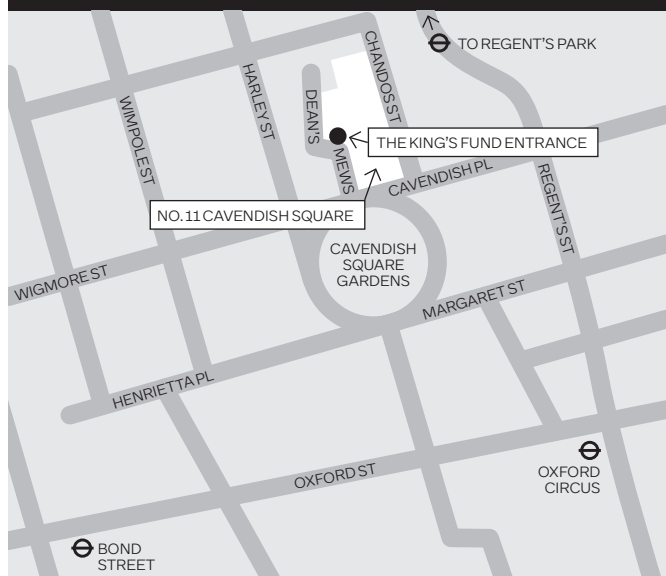 TO REGENT'S PARK
CHANDOS ST
HARLEY ST
DEAN'S
MEWS
WIMPOLE ST
THE KING'S FUND ENTRANCE
CAVENDISH PL
REGENT'S ST
NO. 11 CAVENDISH SQUARE
CAVENDISH
SQUARE
GARDENS
WIGMORE ST
MARGARET ST
HENRIETTA PL
OXFORD ST
OXFORD
CIRCUS
BOND
STREET